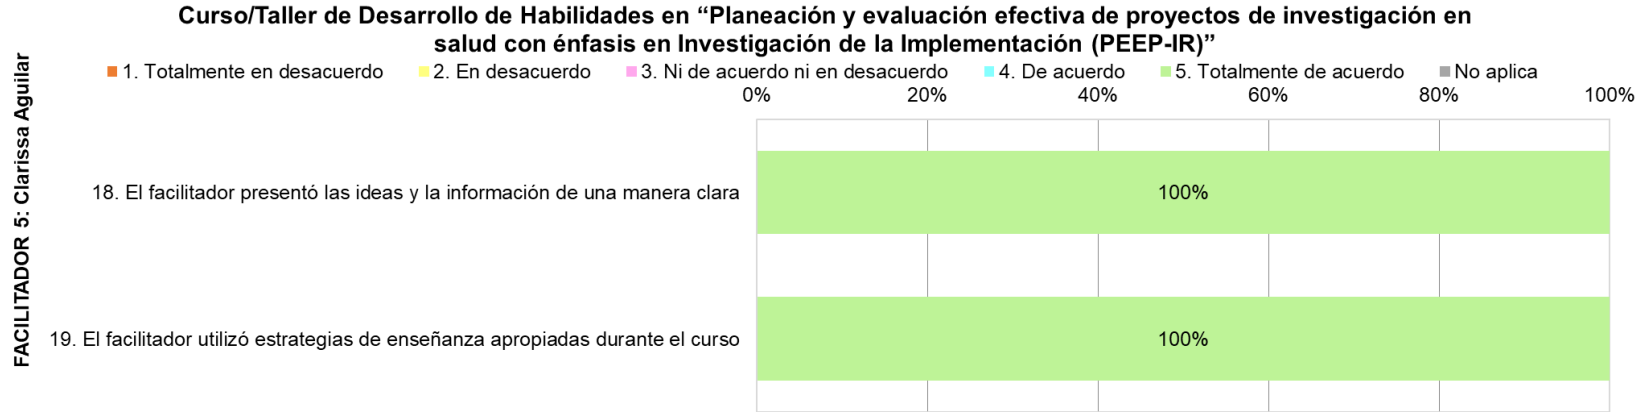 Curso/Taller de Desarrollo de Habilidades en “Planeación y evaluación efectiva de proyectos de investigación en
salud con énfasis en Investigación de la Implementación (PEEP-IR)”
1. Totalmente en desacuerdo 2. En desacuerdo 3. Ni de acuerdo ni en desacuerdo 4. De acuerdo 5. Totalmente de acuerdo No aplica
0% 20% 40% 60% 80% 100%
FACILITADOR 5: Clarissa Aguilar
18. El facilitador presentó las ideas y la información de una manera clara 100%
19. El facilitador utilizó estrategias de enseñanza apropiadas durante el curso 100%